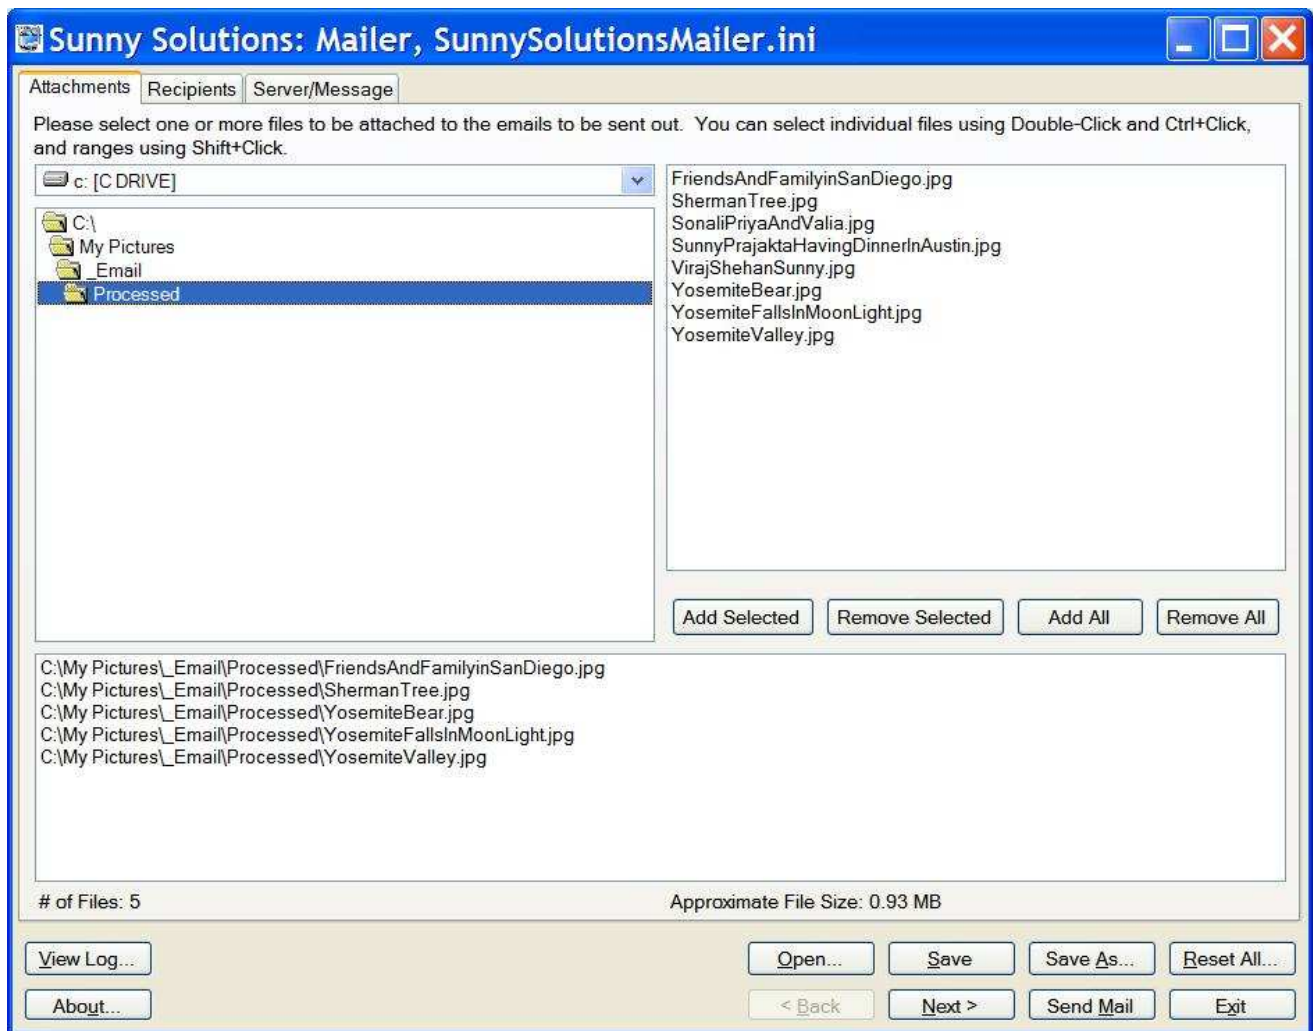 Sunny Solutions: Mailer, SunnySolutionsMailer.ini
Attachments Recipients Server/Message
Please select one or more files to be attached to the emails to be sent out. You can select individual files using Double-Click and Ctrl+Click,
and ranges using Shift+Click.
c: [C DRIVE]
C:\
My Pictures
_Email
Processed
FriendsAndFamilyinSanDiego.jpg
ShermanTree.jpg
SonaliPriyaAndValia.jpg
SunnyPrajaktaHavingDinnerInAustin.jpg
VirajShehanSunny.jpg
YosemiteBear.jpg
YosemiteFallsInMoonLight.jpg
YosemiteValley.jpg
Add Selected Remove Selected Add All Remove All
C:\My Pictures\_Email\Processed\FriendsAndFamilyinSanDiego.jpg
C:\My Pictures\_Email\Processed\ShermanTree.jpg
C:\My Pictures\_Email\Processed\YosemiteBear.jpg
C:\My Pictures\_Email\Processed\YosemiteFallsInMoonLight.jpg
C:\My Pictures\_Email\Processed\YosemiteValley.jpg
# of Files: 5 Approximate File Size: 0.93 MB
View Log... Open... Save Save As... Reset All...
About... < Back Next > Send Mail Exit